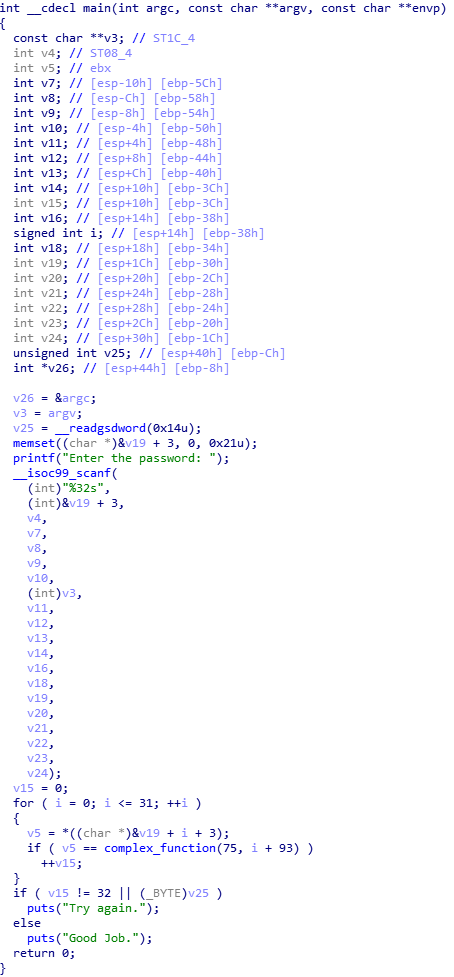 int __cdecl main(int argc, const char **argv, const char **envp)
{
  const char **v3; // ST1C_4
  int v4; // ST08_4
  int v5; // ebx
  int v7; // [esp-10h] [ebp-5Ch]
  int v8; // [esp-Ch] [ebp-58h]
  int v9; // [esp-8h] [ebp-54h]
  int v10; // [esp-4h] [ebp-50h]
  int v11; // [esp+4h] [ebp-48h]
  int v12; // [esp+8h] [ebp-44h]
  int v13; // [esp+Ch] [ebp-40h]
  int v14; // [esp+10h] [ebp-3Ch]
  int v15; // [esp+10h] [ebp-3Ch]
  int v16; // [esp+14h] [ebp-38h]
  signed int i; // [esp+14h] [ebp-38h]
  int v18; // [esp+18h] [ebp-34h]
  int v19; // [esp+1Ch] [ebp-30h]
  int v20; // [esp+20h] [ebp-2Ch]
  int v21; // [esp+24h] [ebp-28h]
  int v22; // [esp+28h] [ebp-24h]
  int v23; // [esp+2Ch] [ebp-20h]
  int v24; // [esp+30h] [ebp-1Ch]
  unsigned int v25; // [esp+40h] [ebp-Ch]
  int *v26; // [esp+44h] [ebp-8h]

  v26 = &argc;
  v3 = argv;
  v25 = __readgsdword(0x14u);
  memset((char *)&v19 + 3, 0, 0x21u);
  printf("Enter the password: ");
  __isoc99_scanf(
    (int)"%32s",
    (int)&v19 + 3,
    v4,
    v7,
    v8,
    v9,
    v10,
    (int)v3,
    v11,
    v12,
    v13,
    v14,
    v16,
    v18,
    v19,
    v20,
    v21,
    v22,
    v23,
    v24);
  v15 = 0;
  for ( i = 0; i <= 31; ++i )
  {
    v5 = *((char *)&v19 + i + 3);
    if ( v5 == complex_function(75, i + 93) )
      ++v15;
  }
  if ( v15 != 32 || (_BYTE)v25 )
    puts("Try again.");
  else
    puts("Good Job.");
  return 0;
}